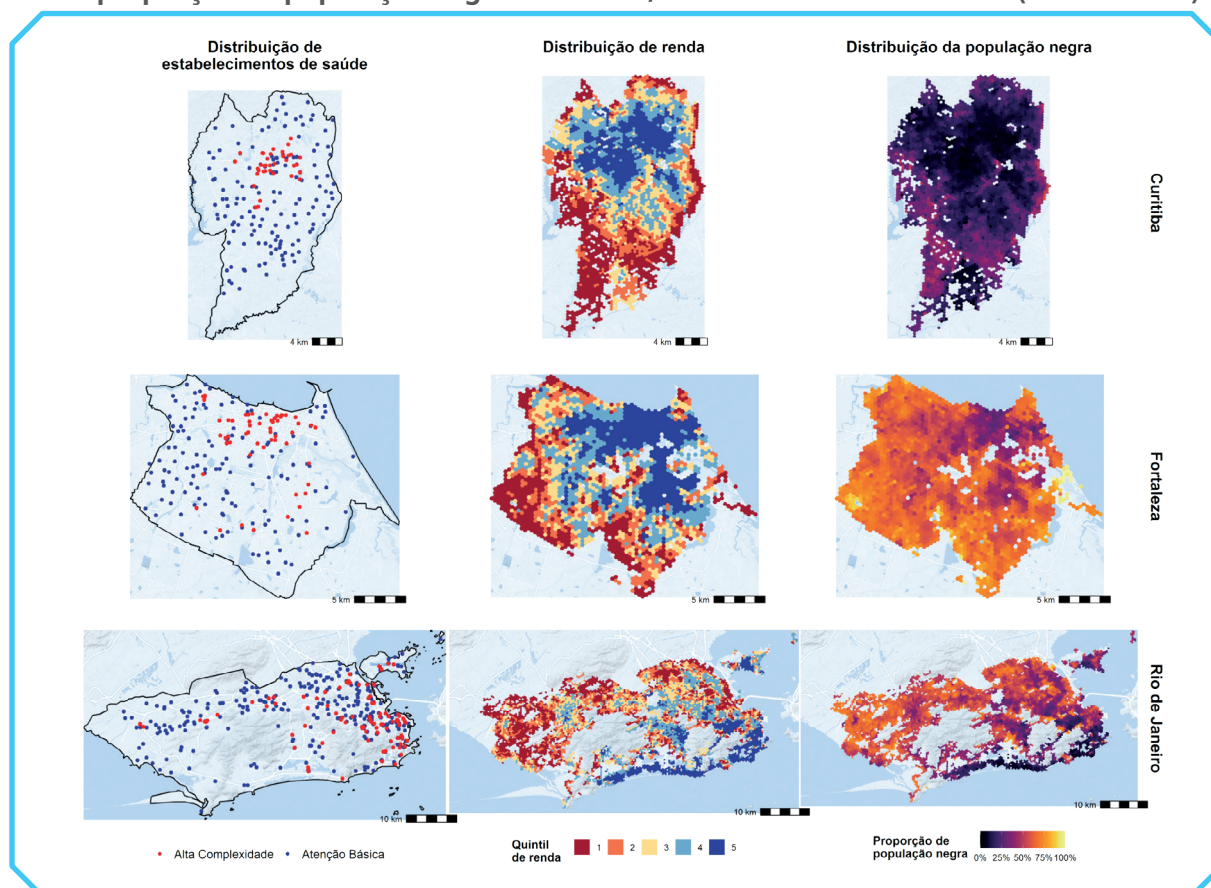 Distribuição de
estabelecimentos de saúde
Distribuição de renda
Distribuição da população negra
Curitiba
4 km
4 km
4 km
Fortaleza
5 km
5 km
5 km
Rio de Janeiro
10 km
10 km
10 km
Alta Complexidade
Atenção Básica
Quintil
de renda
1
2
3
4
5
Proporção de
população negra
0% 25% 50% 75% 100%